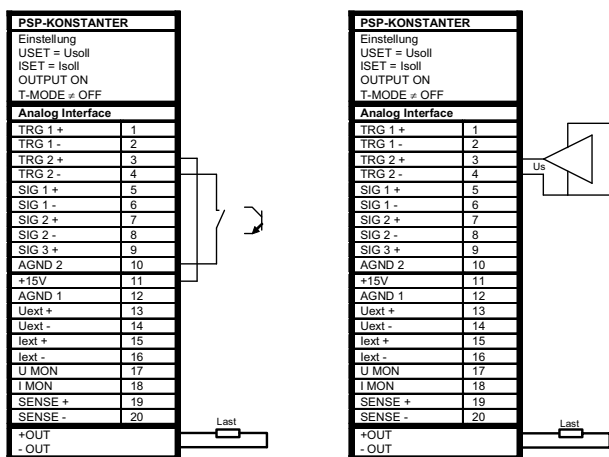 PSP-KONSTANTER
Einstellung
USET = Usoll
ISET = Isoll
OUTPUT ON
T-MODE ≠ OFF
Analog Interface
TRG 1 + 1
TRG 1 - 2
TRG 2 + 3
TRG 2 - 4
SIG 1 + 5
SIG 1 - 6
SIG 2 + 7
SIG 2 - 8
SIG 3 + 9
AGND 2 10
+15V 11
AGND 1 12
Uext + 13
Uext - 14
Iext + 15
Iext - 16
U MON 17
I MON 18
SENSE + 19
SENSE - 20
+OUT
- OUT
Last
PSP-KONSTANTER
Einstellung
USET = Usoll
ISET = Isoll
OUTPUT ON
T-MODE ≠ OFF
Analog Interface
TRG 1 + 1
TRG 1 - 2
TRG 2 + 3
TRG 2 - 4
SIG 1 + 5
SIG 1 - 6
SIG 2 + 7
SIG 2 - 8
SIG 3 + 9
AGND 2 10
+15V 11
AGND 1 12
Uext + 13
Uext - 14
Iext + 15
Iext - 16
U MON 17
I MON 18
SENSE + 19
SENSE - 20
+OUT
- OUT
Us
Last